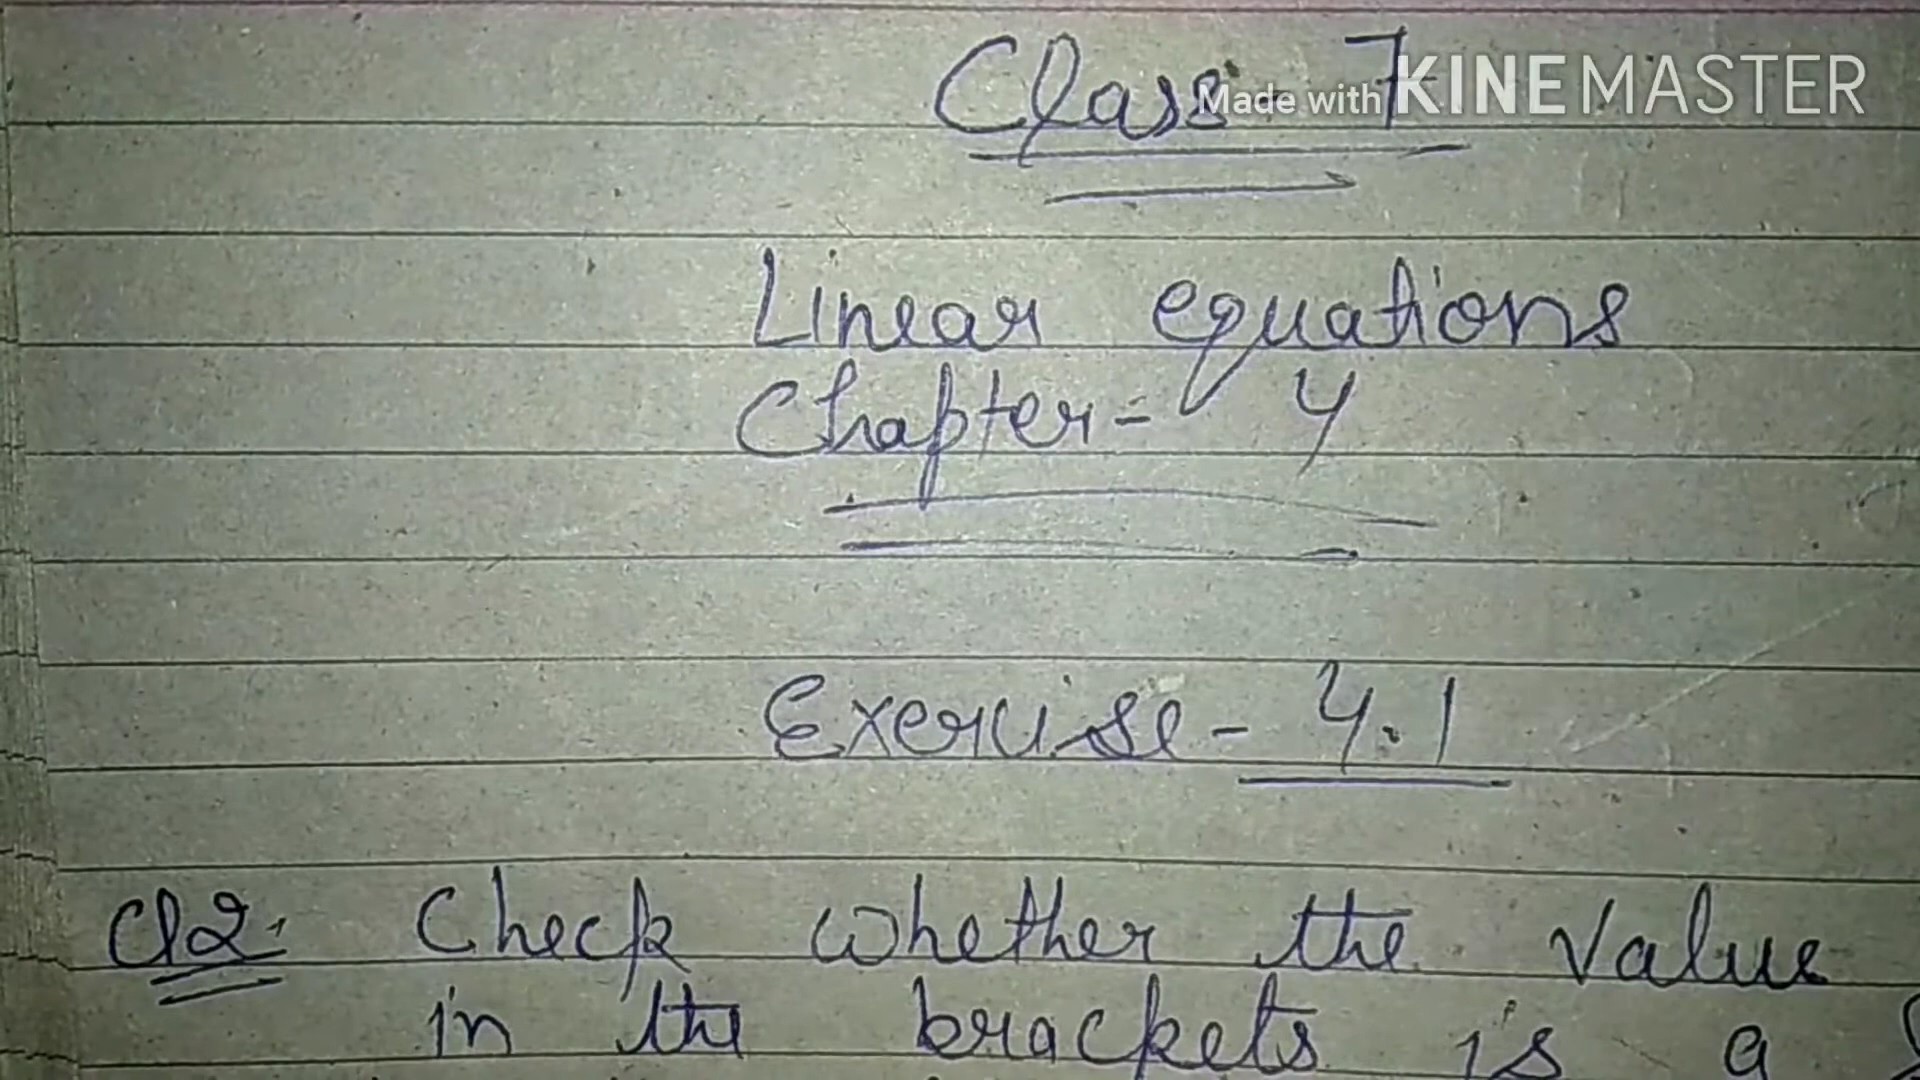 Class- 7
Made with KINEMASTER
Linear equations
Chapter- 4
Exercise- 4.1
Q2. Check whether the value
in the brackets is a